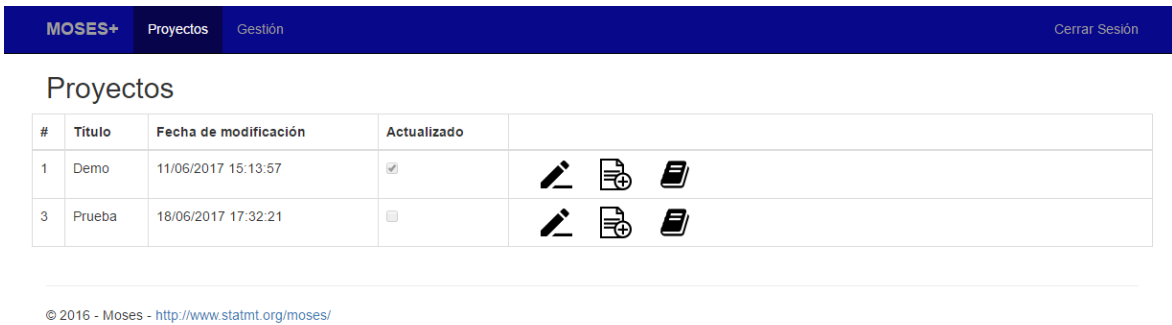 MOSES+ Proyectos Gestión Cerrar Sesión
Proyectos
# Título Fecha de modificación Actualizado
1 Demo 11/06/2017 15:13:57
3 Prueba 18/06/2017 17:32:21
© 2016 - Moses - http://www.statmt.org/moses/